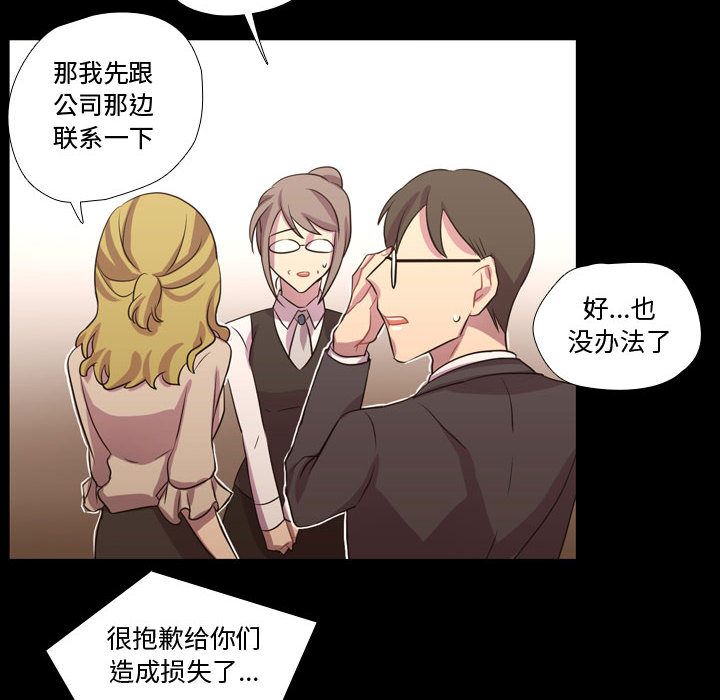 那我先跟
公司那边
联系一下
好...也
没办法了
很抱歉给你们
造成损失了...